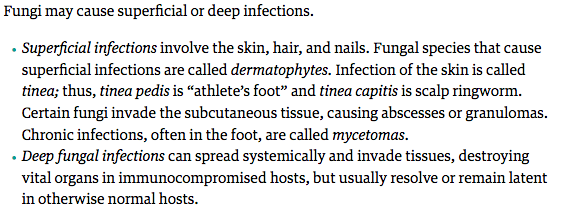 Fungi may cause superficial or deep infections.
• Superficial infections involve the skin, hair, and nails. Fungal species that cause
superficial infections are called dermatophytes. Infection of the skin is called
tinea; thus, tinea pedis is “athlete’s foot” and tinea capitis is scalp ringworm.
Certain fungi invade the subcutaneous tissue, causing abscesses or granulomas.
Chronic infections, often in the foot, are called mycetomas.
• Deep fungal infections can spread systemically and invade tissues, destroying
vital organs in immunocompromised hosts, but usually resolve or remain latent
in otherwise normal hosts.